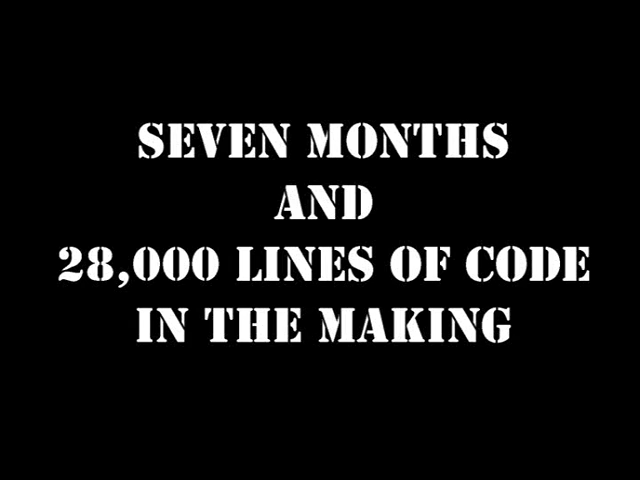 SEVEN MONTHS
AND
28,000 LINES OF CODE
IN THE MAKING